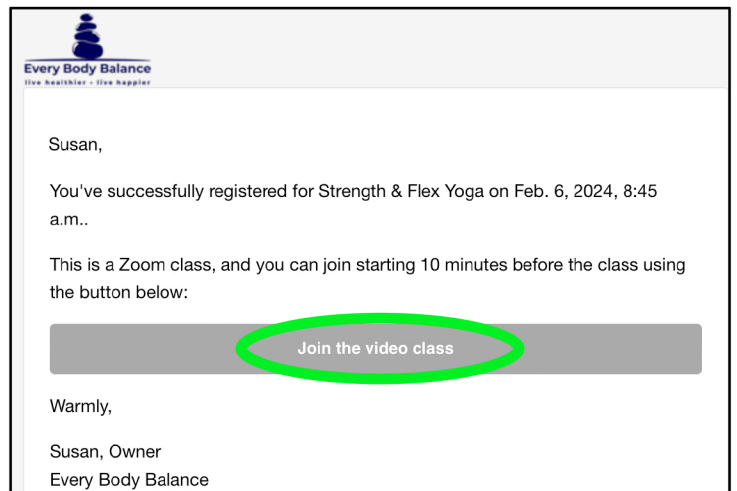 Every Body Balance
live healthier - live happier
Susan,
You've successfully registered for Strength & Flex Yoga on Feb. 6, 2024, 8:45
a.m..
This is a Zoom class, and you can join starting 10 minutes before the class using
the button below:
Join the video class
Warmly,
Susan, Owner
Every Body Balance